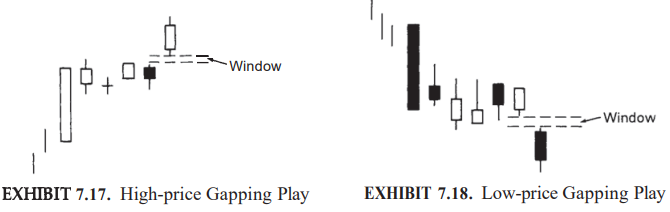 Window
Window
EXHIBIT 7.17. High-price Gapping Play
EXHIBIT 7.18. Low-price Gapping Play